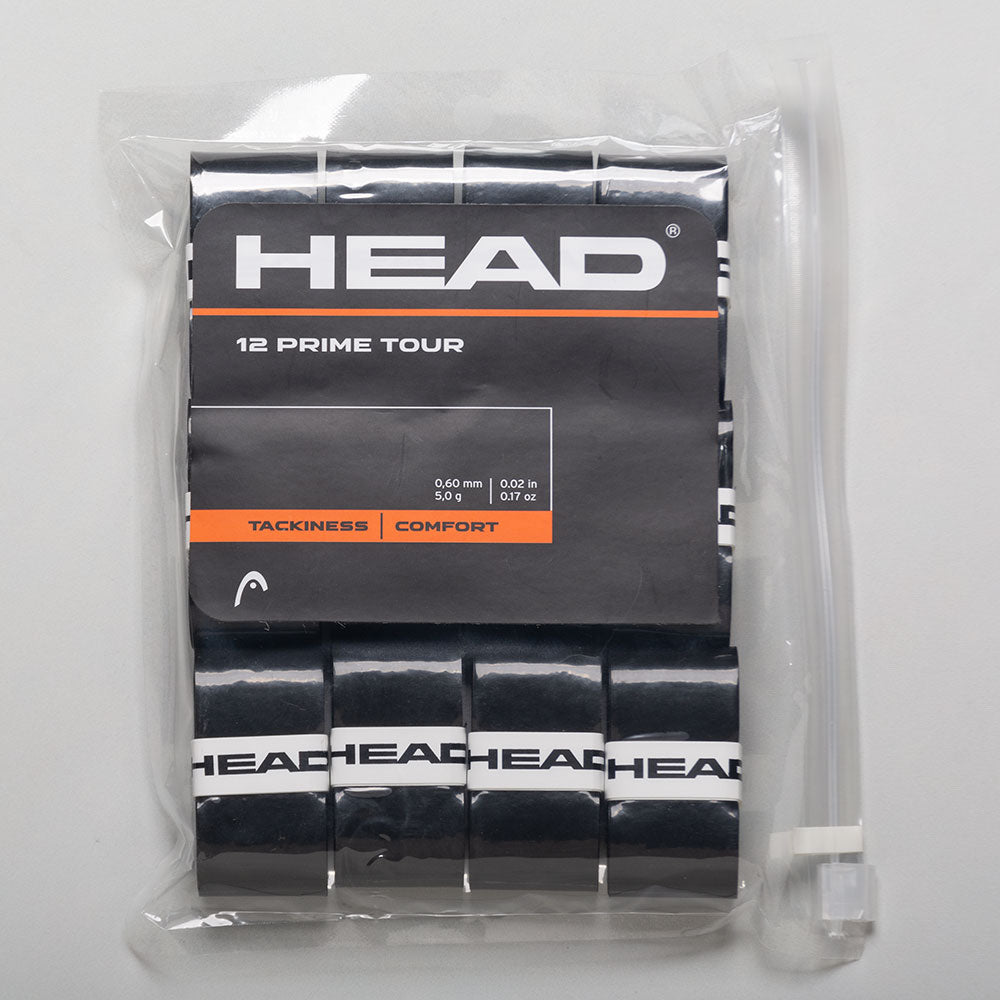 HEAD®
12 PRIME TOUR
0,60 mm | 0.02 in
5,0 g | 0.17 oz
TACKINESS | COMFORT
HEAD HEAD HEAD HEAD